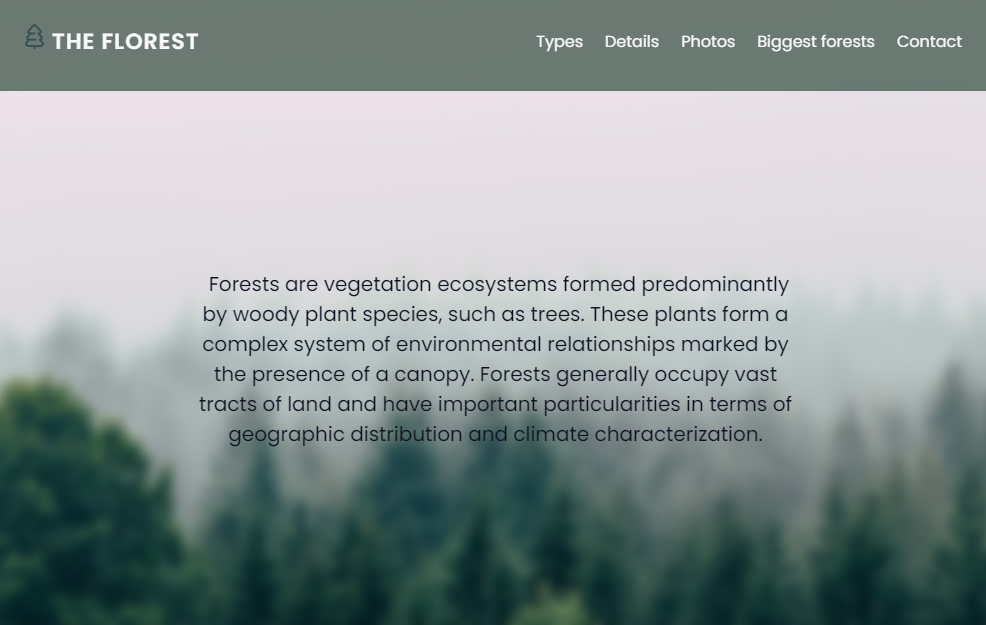 THE FLOREST
Types Details Photos Biggest forests Contact
Forests are vegetation ecosystems formed predominantly
by woody plant species, such as trees. These plants form a
complex system of environmental relationships marked by
the presence of a canopy. Forests generally occupy vast
tracts of land and have important particularities in terms of
geographic distribution and climate characterization.